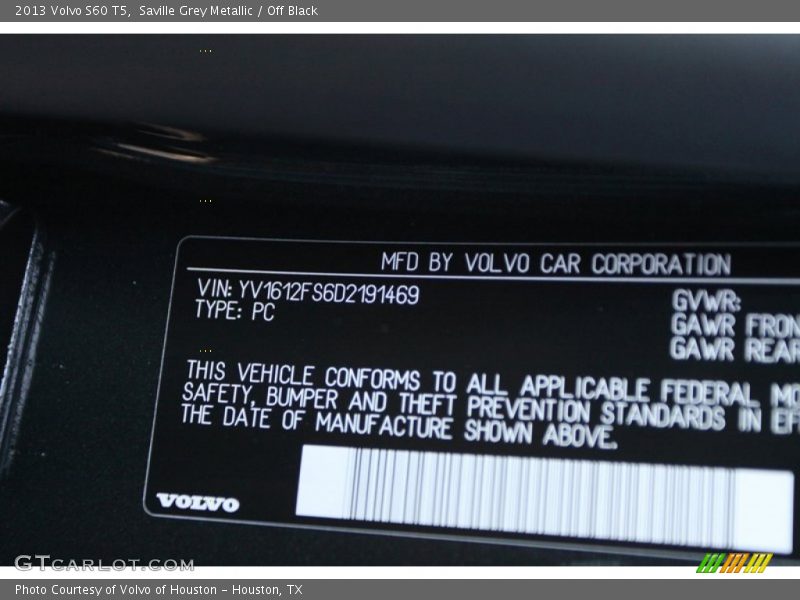 2013 Volvo S60 T5, Saville Grey Metallic / Off Black
MFD BY VOLVO CAR CORPORATION
VIN: YV1612FS6D2191469
GVWR:
TYPE: PC
GAWR FRON
GAWR REAR
THIS VEHICLE CONFORMS TO ALL APPLICABLE FEDERAL MO
SAFETY, BUMPER AND THEFT PREVENTION STANDARDS IN EFF
THE DATE OF MANUFACTURE SHOWN ABOVE.
VOLVO
GTcarlot.com
Photo Courtesy of Volvo of Houston - Houston, TX